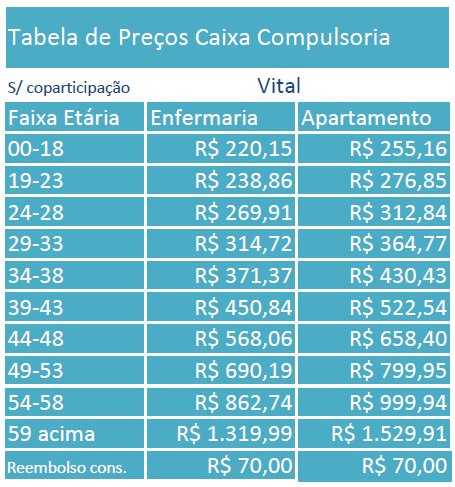 Tabela de Preços Caixa Compulsoria
S/ coparticipação Vital
Faixa Etária Enfermaria Apartamento
00-18 R$ 220,15 R$ 255,16
19-23 R$ 238,86 R$ 276,85
24-28 R$ 269,91 R$ 312,84
29-33 R$ 314,72 R$ 364,77
34-38 R$ 371,37 R$ 430,43
39-43 R$ 450,84 R$ 522,54
44-48 R$ 568,06 R$ 658,40
49-53 R$ 690,19 R$ 799,95
54-58 R$ 862,74 R$ 999,94
59 acima R$ 1.319,99 R$ 1.529,91
Reembolso cons. R$ 70,00 R$ 70,00